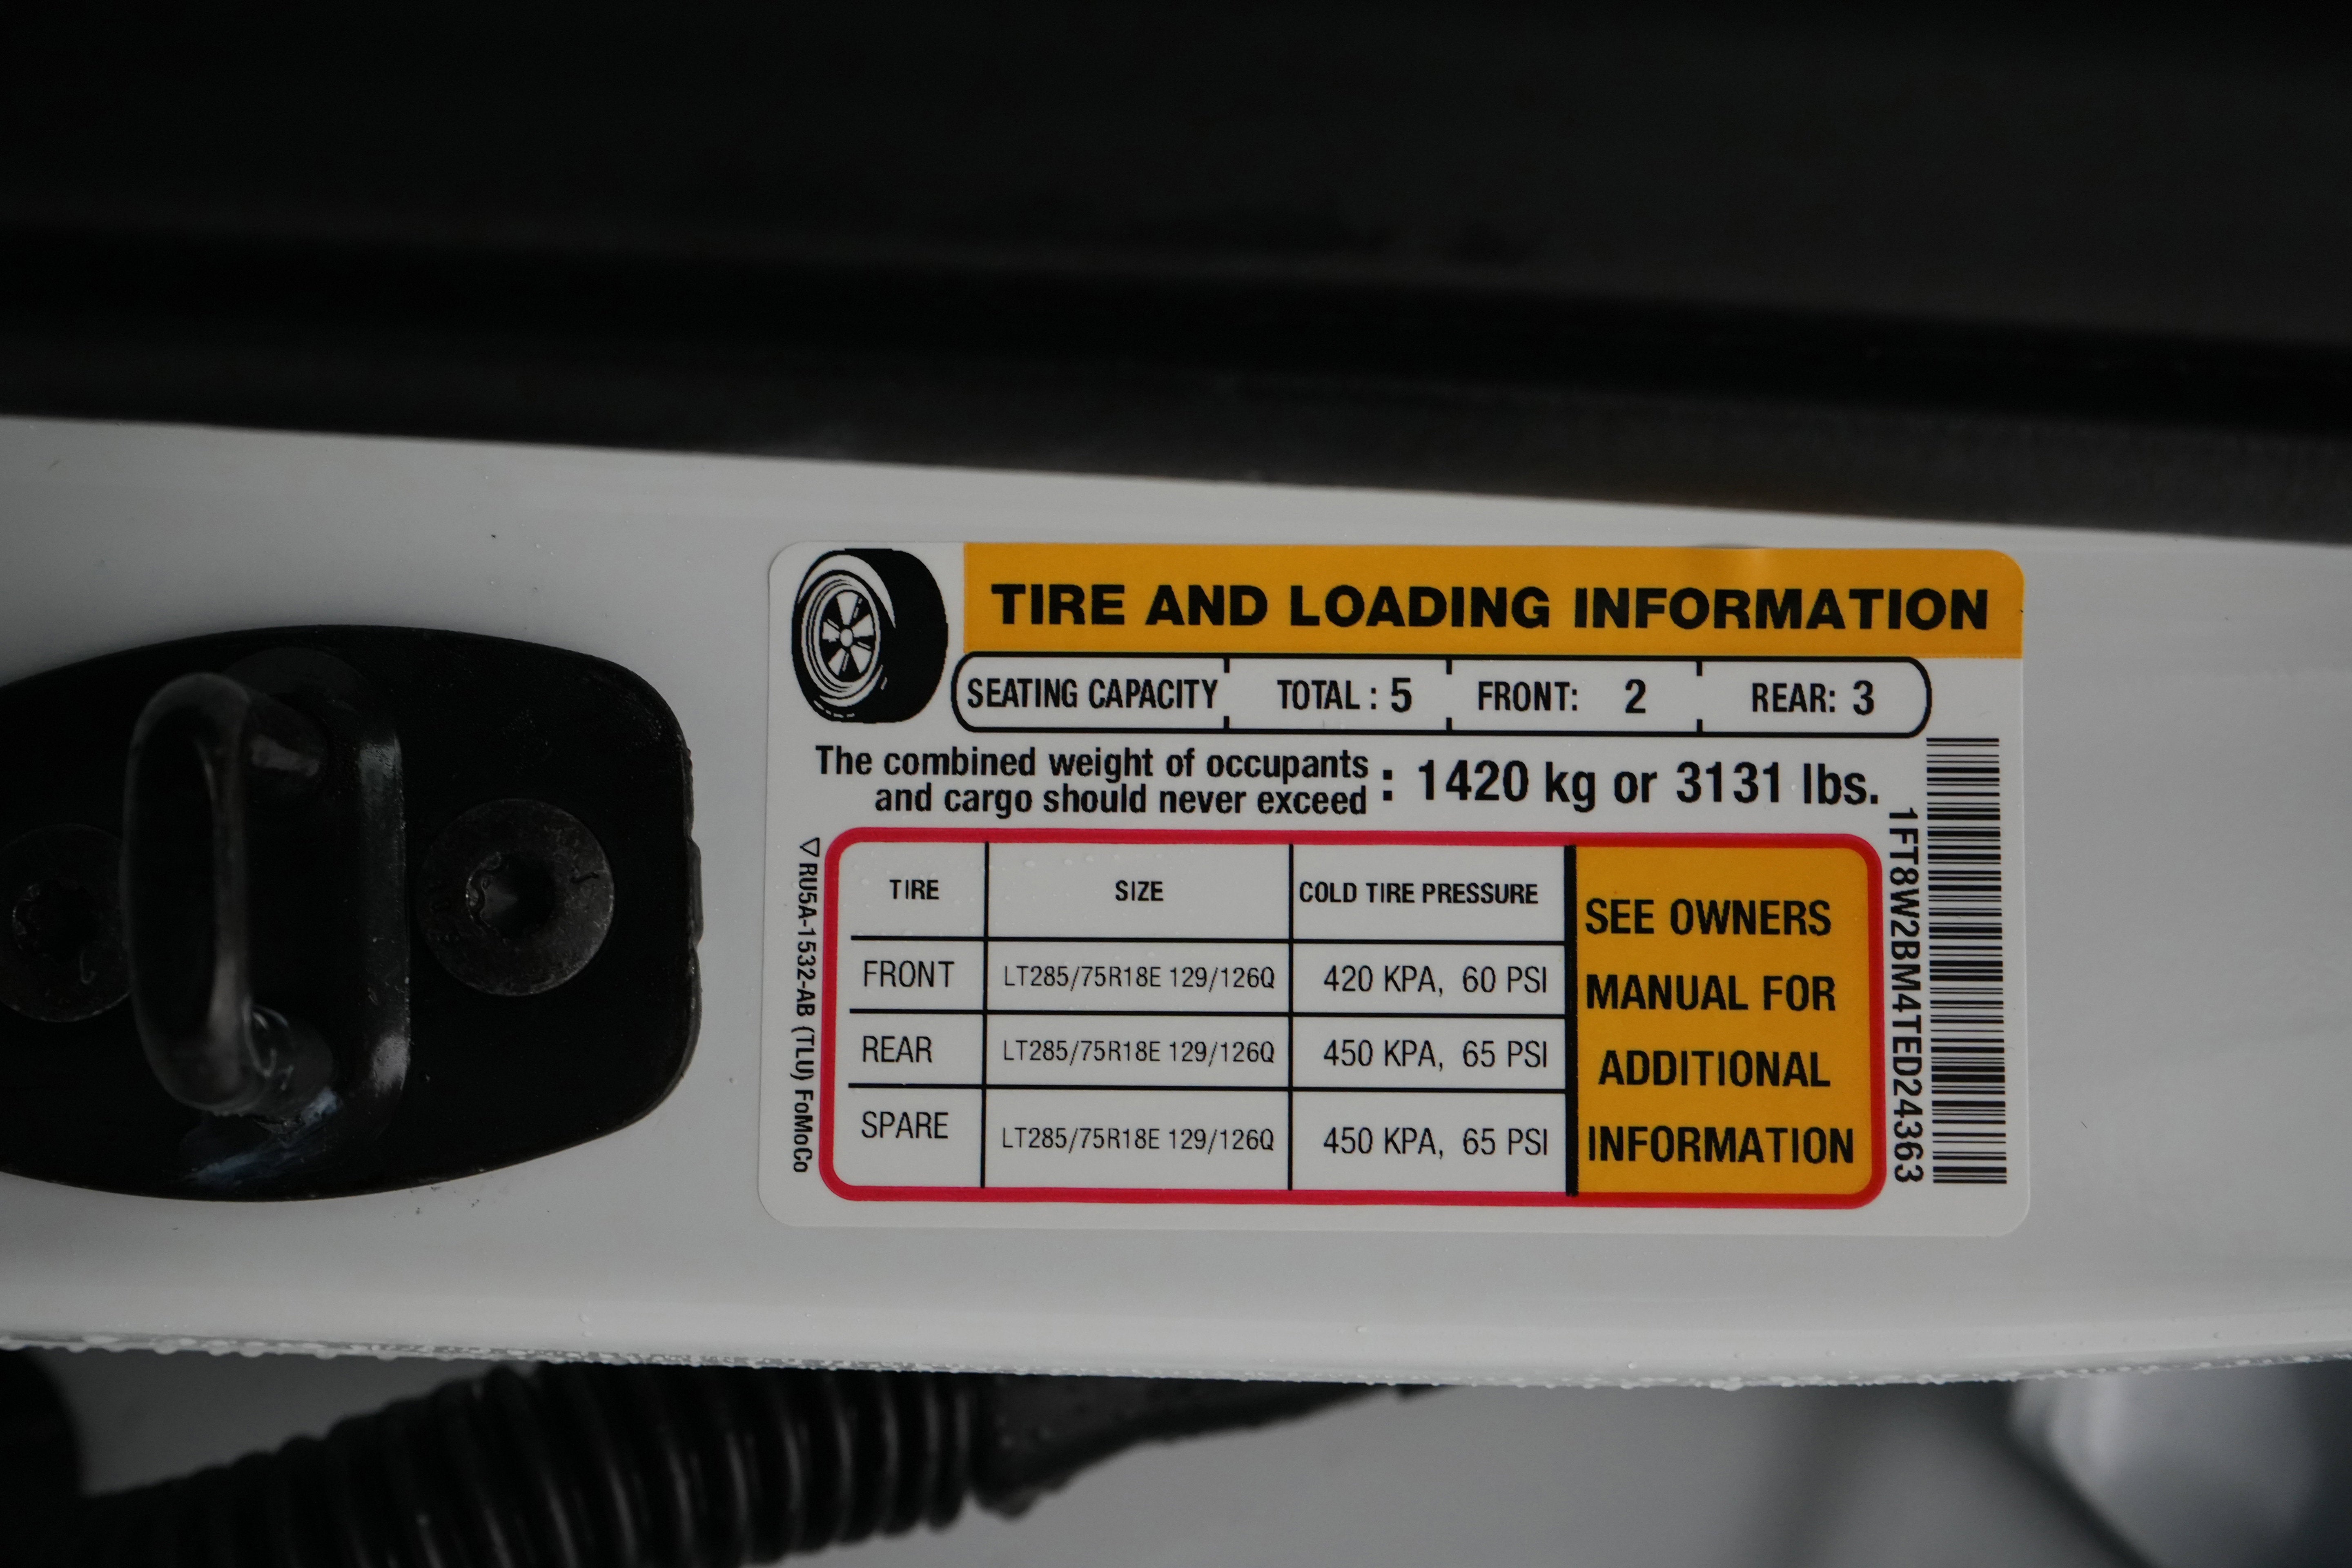 TIRE AND LOADING INFORMATION
SEATING CAPACITY TOTAL : 5 FRONT: 2 REAR: 3
The combined weight of occupants
and cargo should never exceed : 1420 kg or 3131 lbs.
TIRE SIZE COLD TIRE PRESSURE
FRONT LT285/75R18E 129/126Q 420 KPA, 60 PSI
REAR LT285/75R18E 129/126Q 450 KPA, 65 PSI
SPARE LT285/75R18E 129/126Q 450 KPA, 65 PSI
SEE OWNERS
MANUAL FOR
ADDITIONAL
INFORMATION
RU5A-1532-AB (TLU) FoMoCo
1FT8W2BM4TED24363